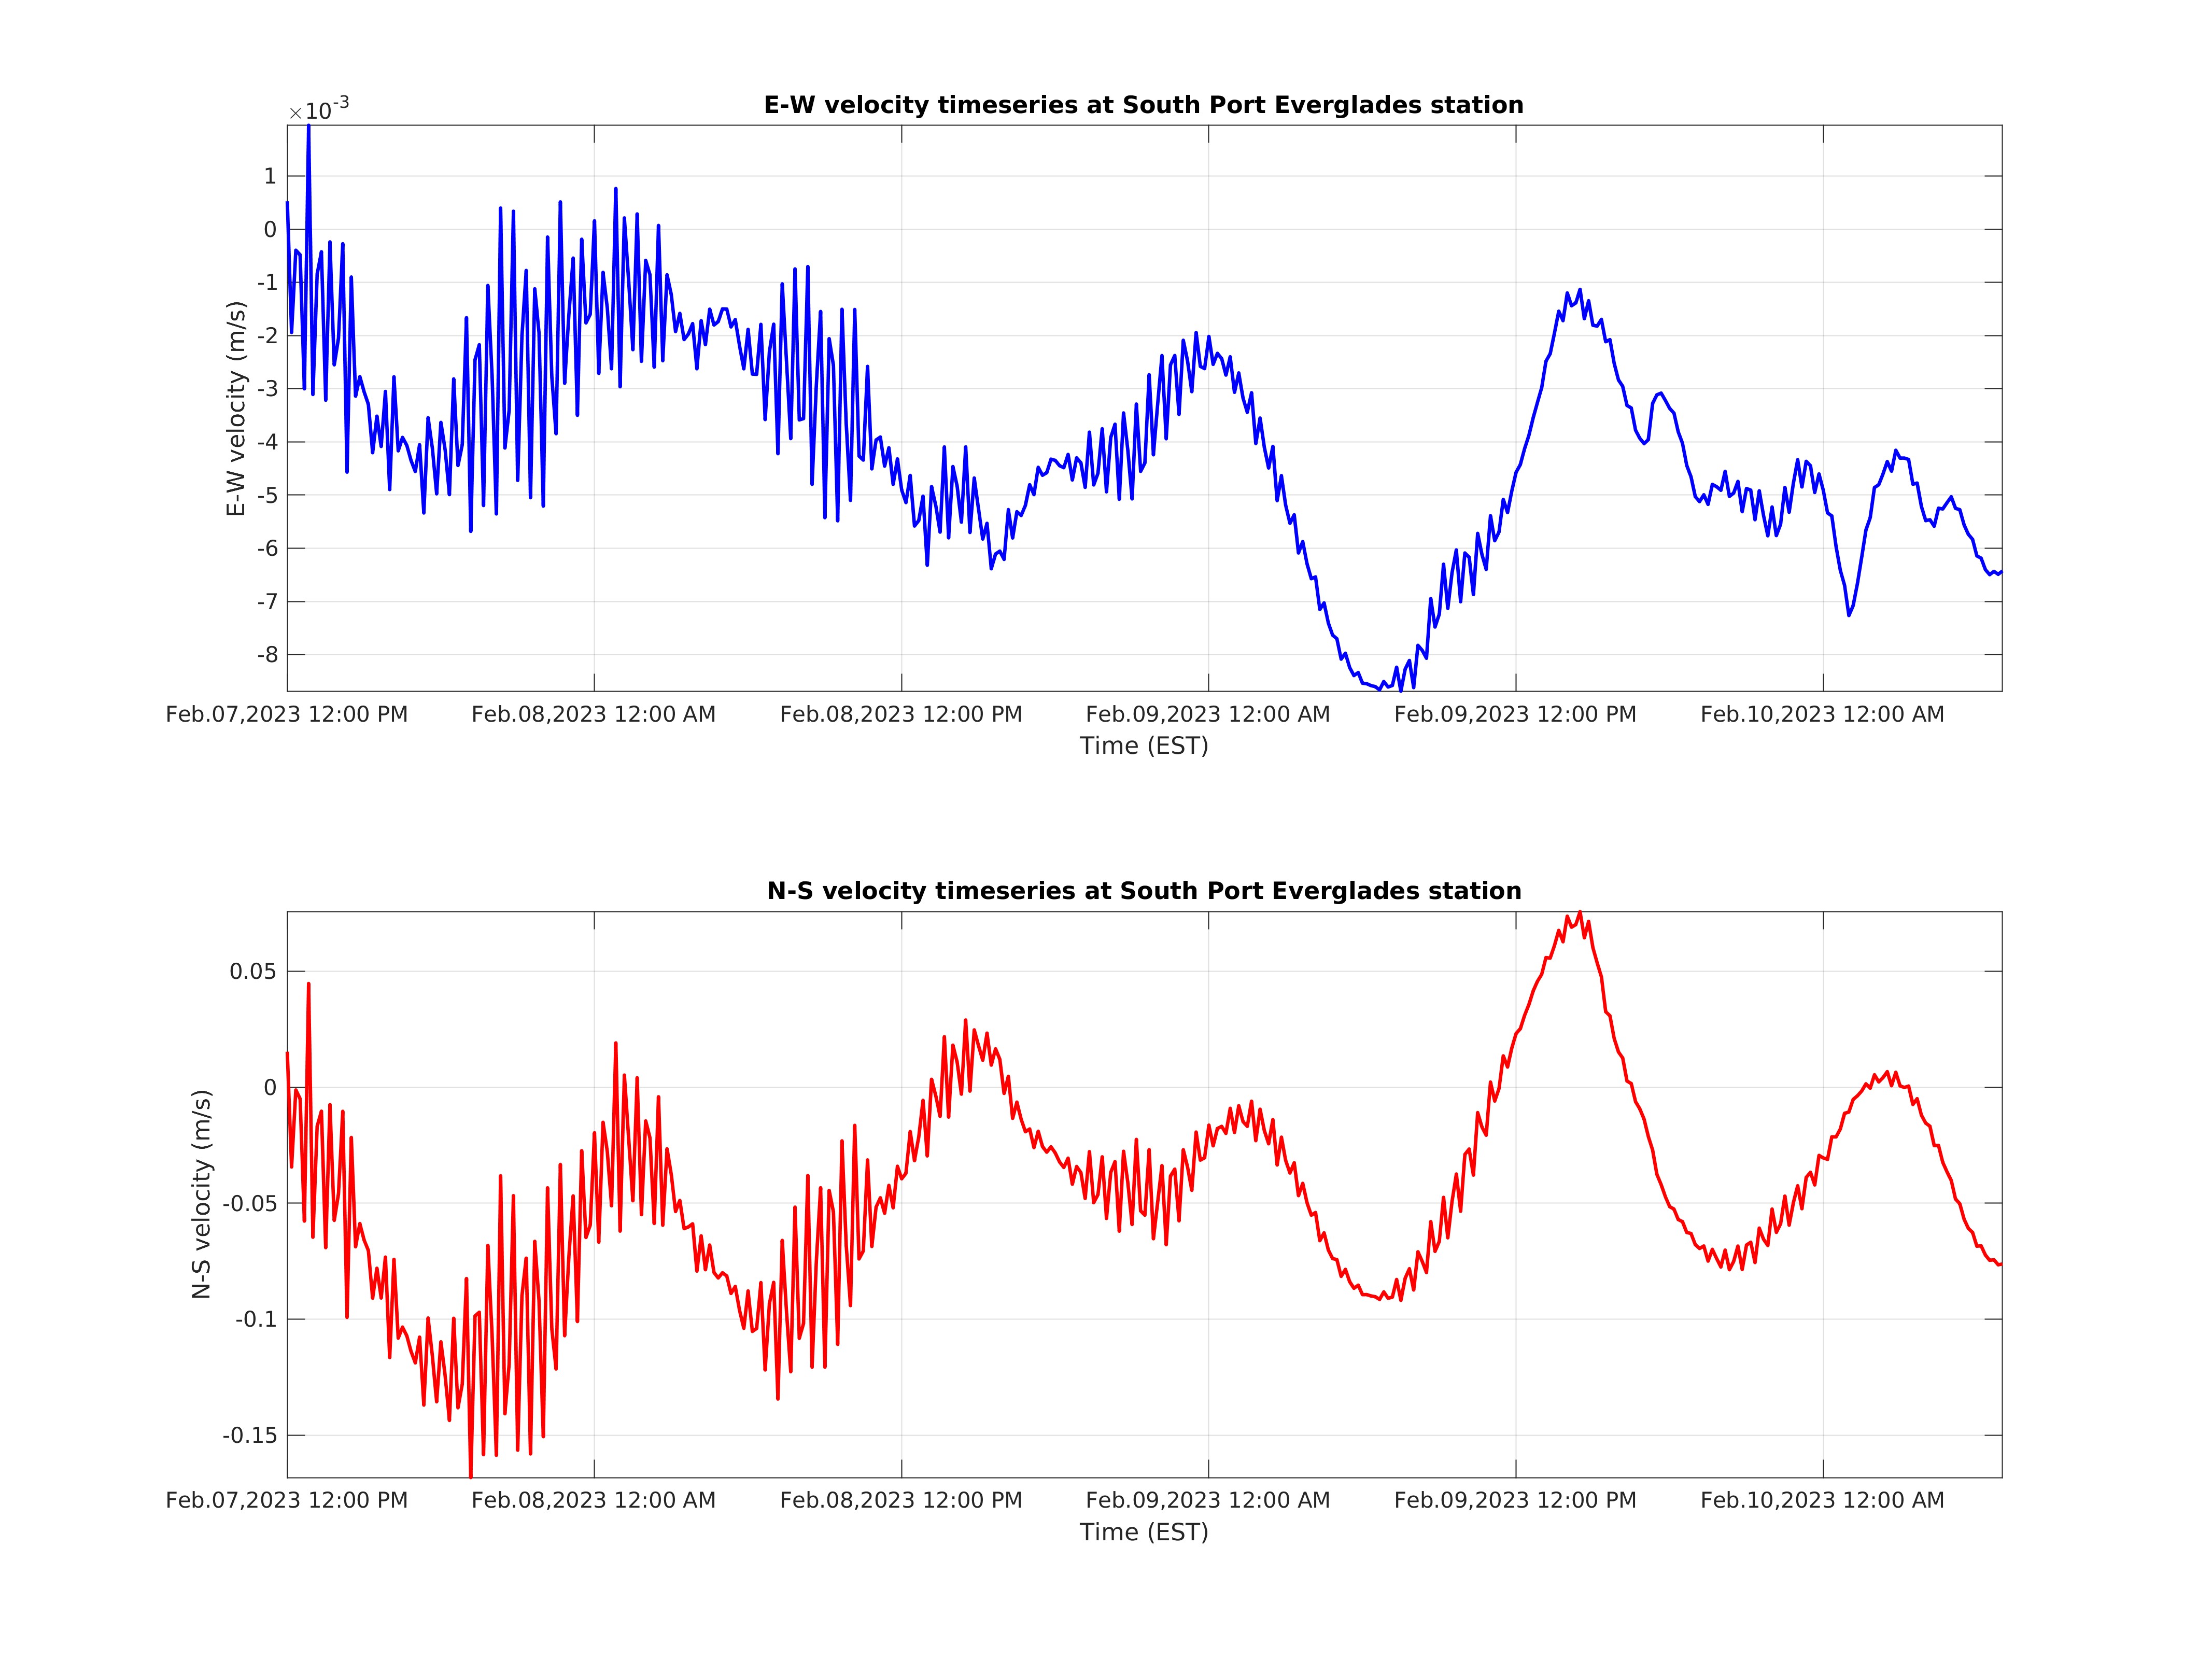 ×10-3
E-W velocity timeseries at South Port Everglades station
E-W velocity (m/s)
1
0
-1
-2
-3
-4
-5
-6
-7
-8
Feb.07,2023 12:00 PM Feb.08,2023 12:00 AM Feb.08,2023 12:00 PM Feb.09,2023 12:00 AM Feb.09,2023 12:00 PM Feb.10,2023 12:00 AM
Time (EST)
N-S velocity timeseries at South Port Everglades station
N-S velocity (m/s)
0.05
0
-0.05
-0.1
-0.15
Feb.07,2023 12:00 PM Feb.08,2023 12:00 AM Feb.08,2023 12:00 PM Feb.09,2023 12:00 AM Feb.09,2023 12:00 PM Feb.10,2023 12:00 AM
Time (EST)